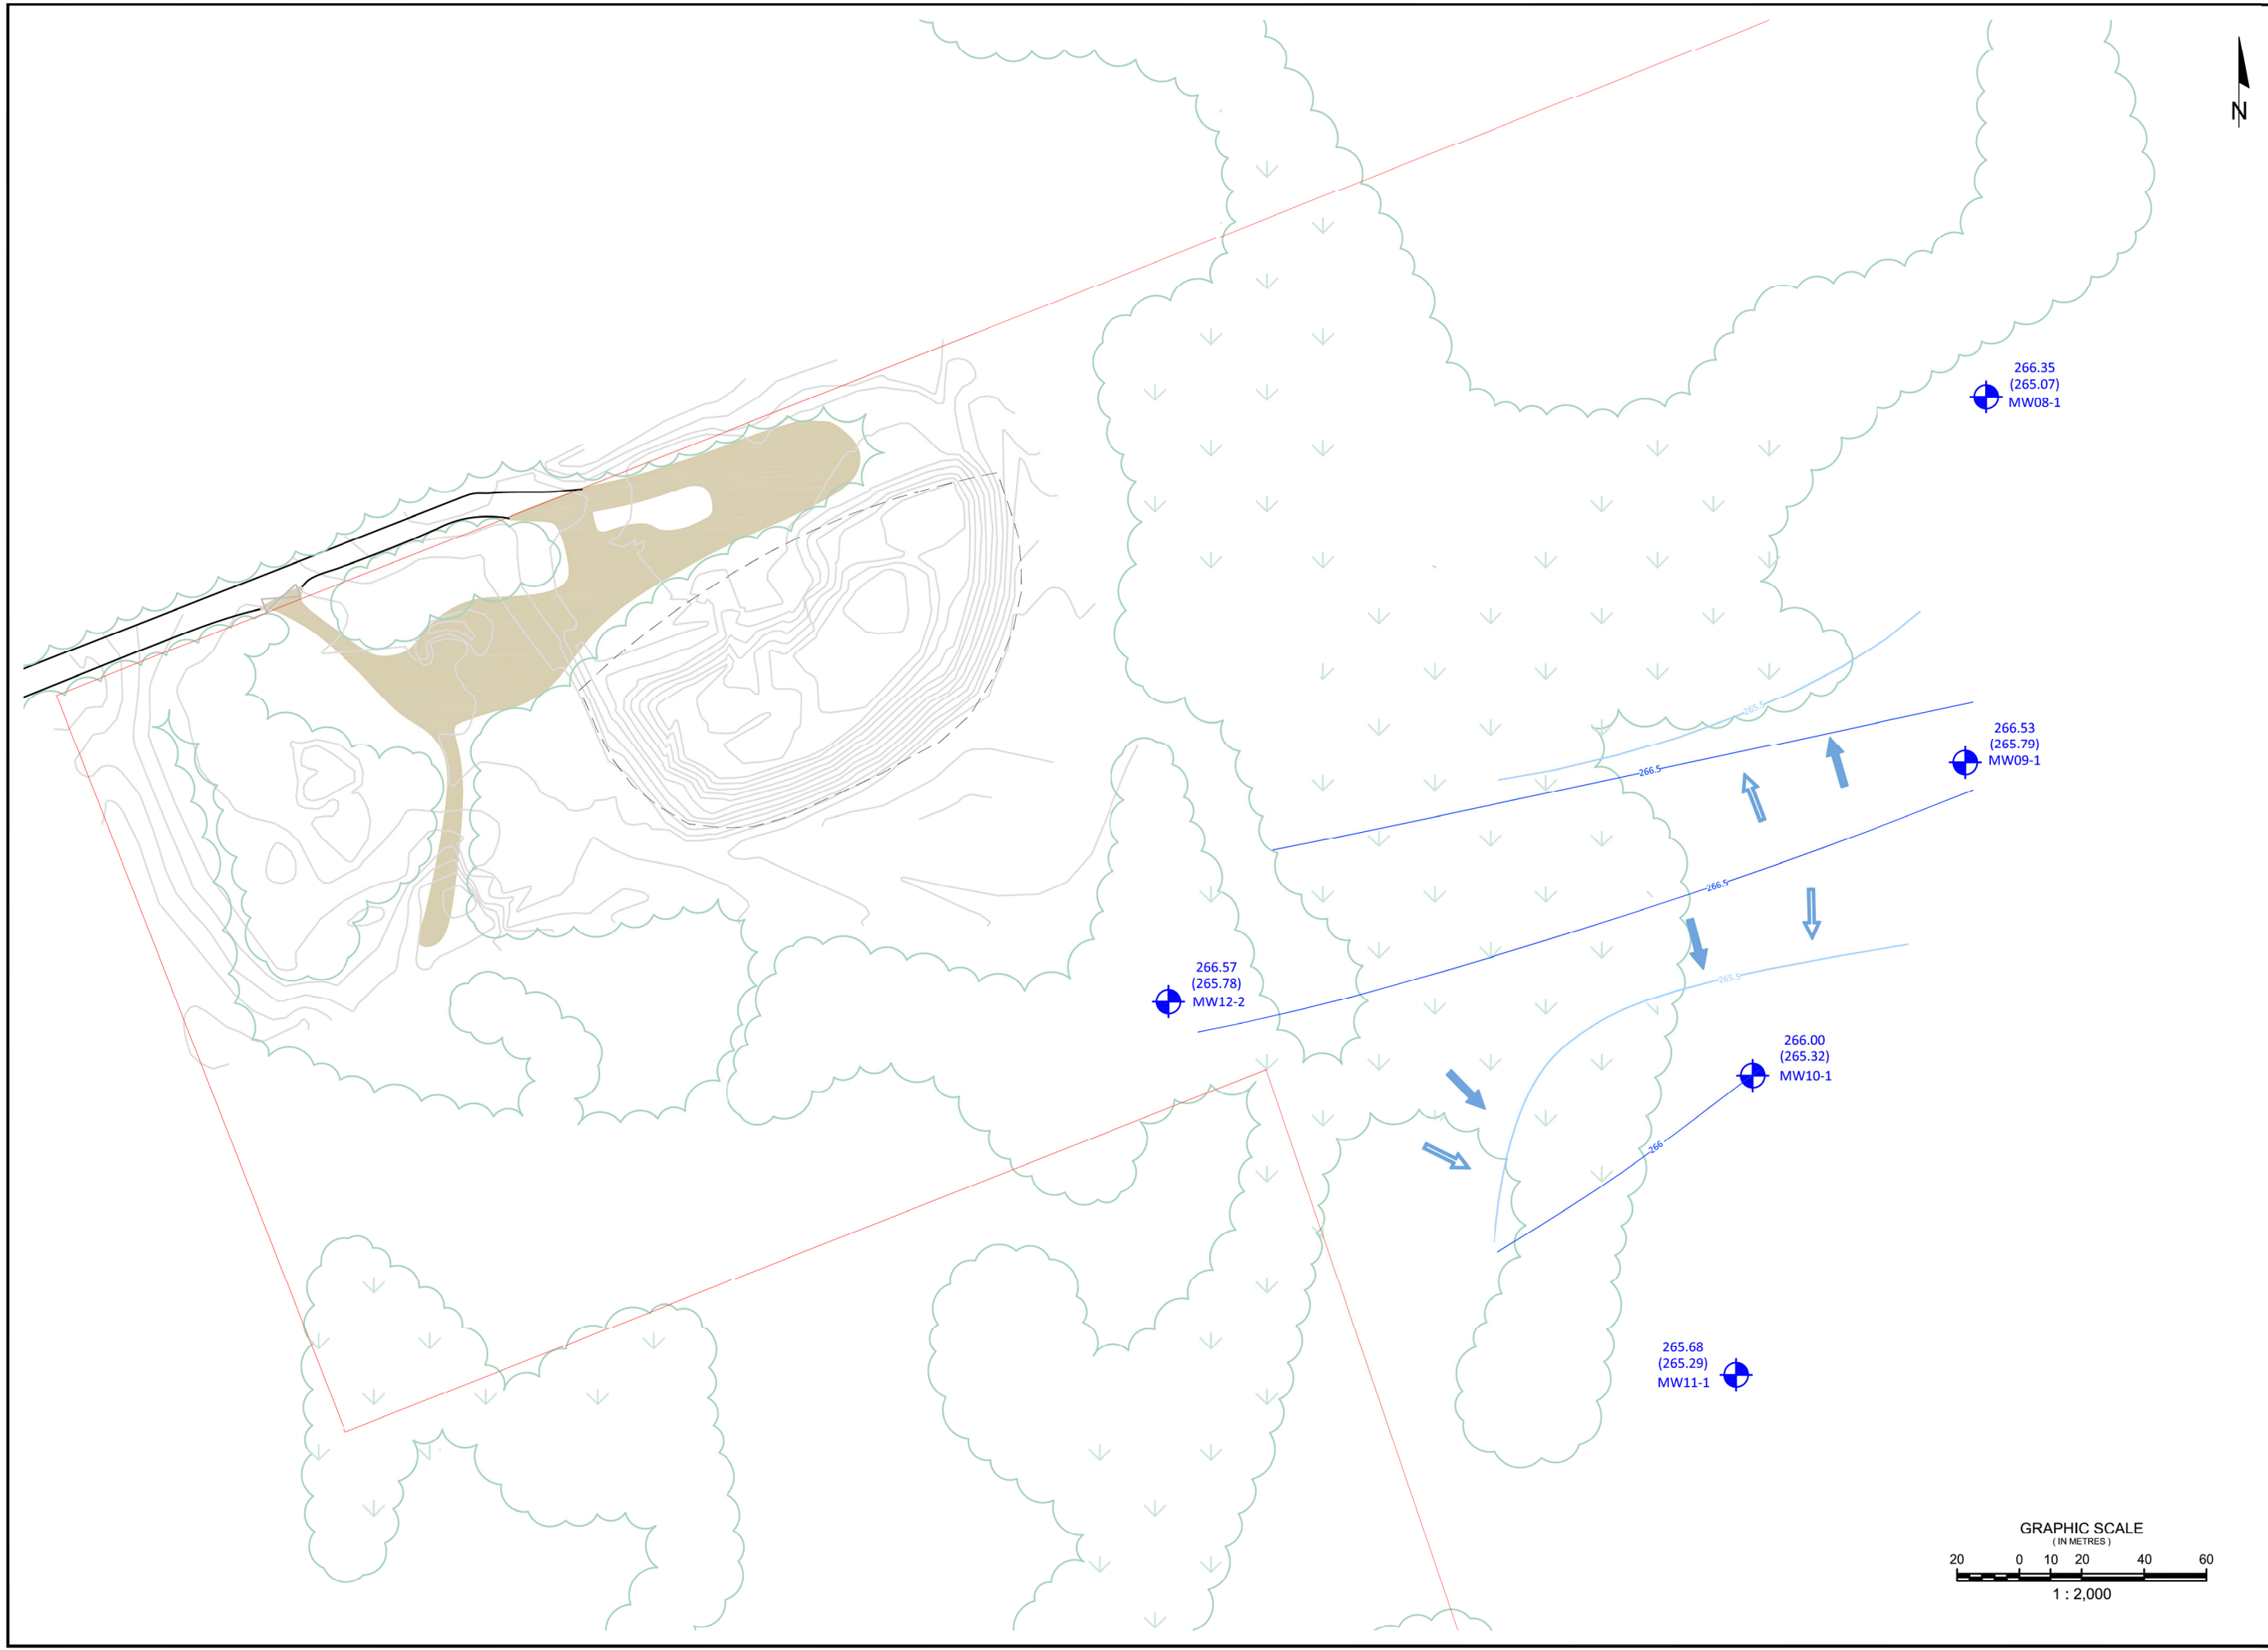 N
266.35
(265.07)
MW08-1
265.5
266.53
(265.79)
MW09-1
266.5
266.5
266.57
(265.78)
MW12-2
265.5
266.00
(265.32)
MW10-1
266
265.68
(265.29)
MW11-1
GRAPHIC SCALE
( IN METRES )
20 0 10 20 40 60
1 : 2,000